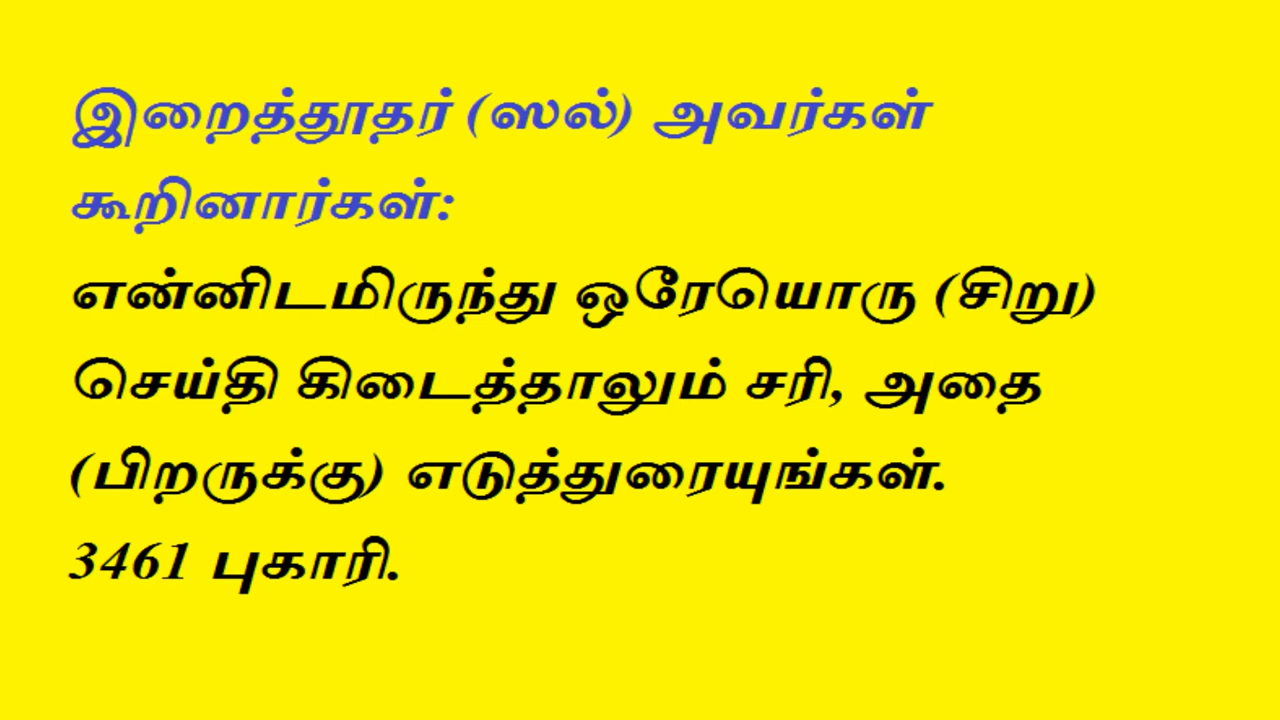 இறைத்தூதர் (ஸல்) அவர்கள்
கூறினார்கள்:
என்னிடமிருந்து ஒரேயொரு (சிறு)
செய்தி கிடைத்தாலும் சரி, அதை
(பிறருக்கு) எடுத்துரையுங்கள்.
3461 புகாரி.